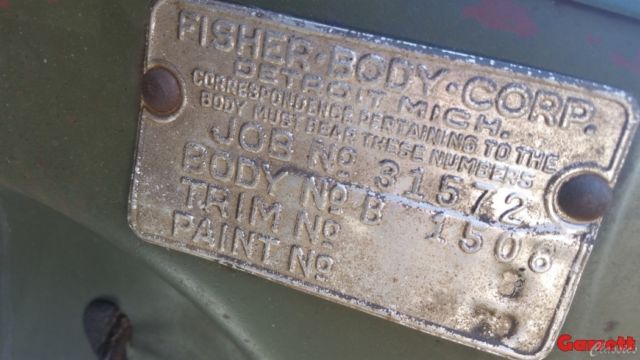 FISHER·BODY·CORP.
DETROIT MICH.
CORRESPONDENCE PERTAINING TO THE
BODY MUST BEAR THESE NUMBERS
JOB Nº 31572
BODY Nº B 1506
TRIM Nº
PAINT Nº
Garrett
Classics